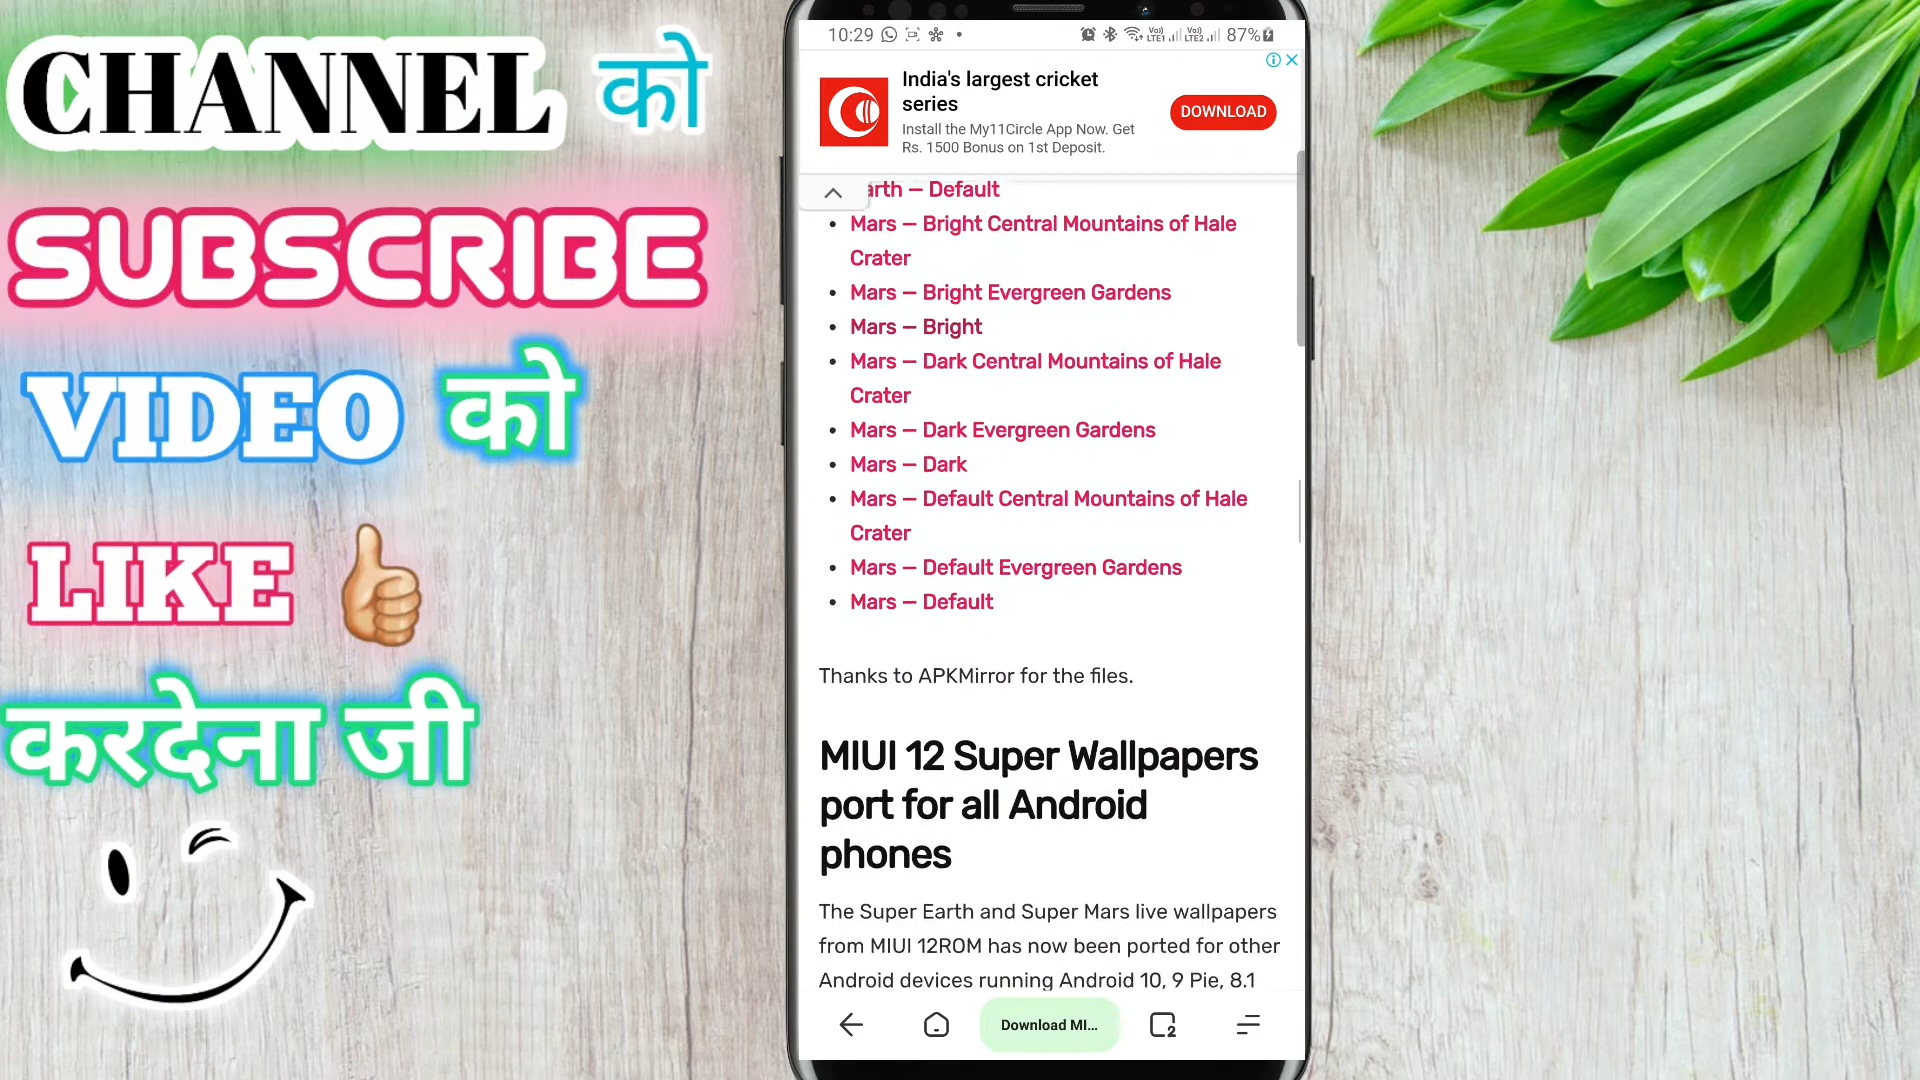 CHANNEL को
SUBSCRIBE
VIDEO को
LIKE
करदेना जी
10:29
Vo) LTE1 Vo) LTE2 87%
India's largest cricket
series
Install the My11Circle App Now. Get
Rs. 1500 Bonus on 1st Deposit.
DOWNLOAD
arth – Default
• Mars – Bright Central Mountains of Hale
Crater
• Mars – Bright Evergreen Gardens
• Mars – Bright
• Mars – Dark Central Mountains of Hale
Crater
• Mars – Dark Evergreen Gardens
• Mars – Dark
• Mars – Default Central Mountains of Hale
Crater
• Mars – Default Evergreen Gardens
• Mars – Default
Thanks to APKMirror for the files.
MIUI 12 Super Wallpapers
port for all Android
phones
The Super Earth and Super Mars live wallpapers
from MIUI 12ROM has now been ported for other
Android devices running Android 10, 9 Pie, 8.1
Download MI...
2